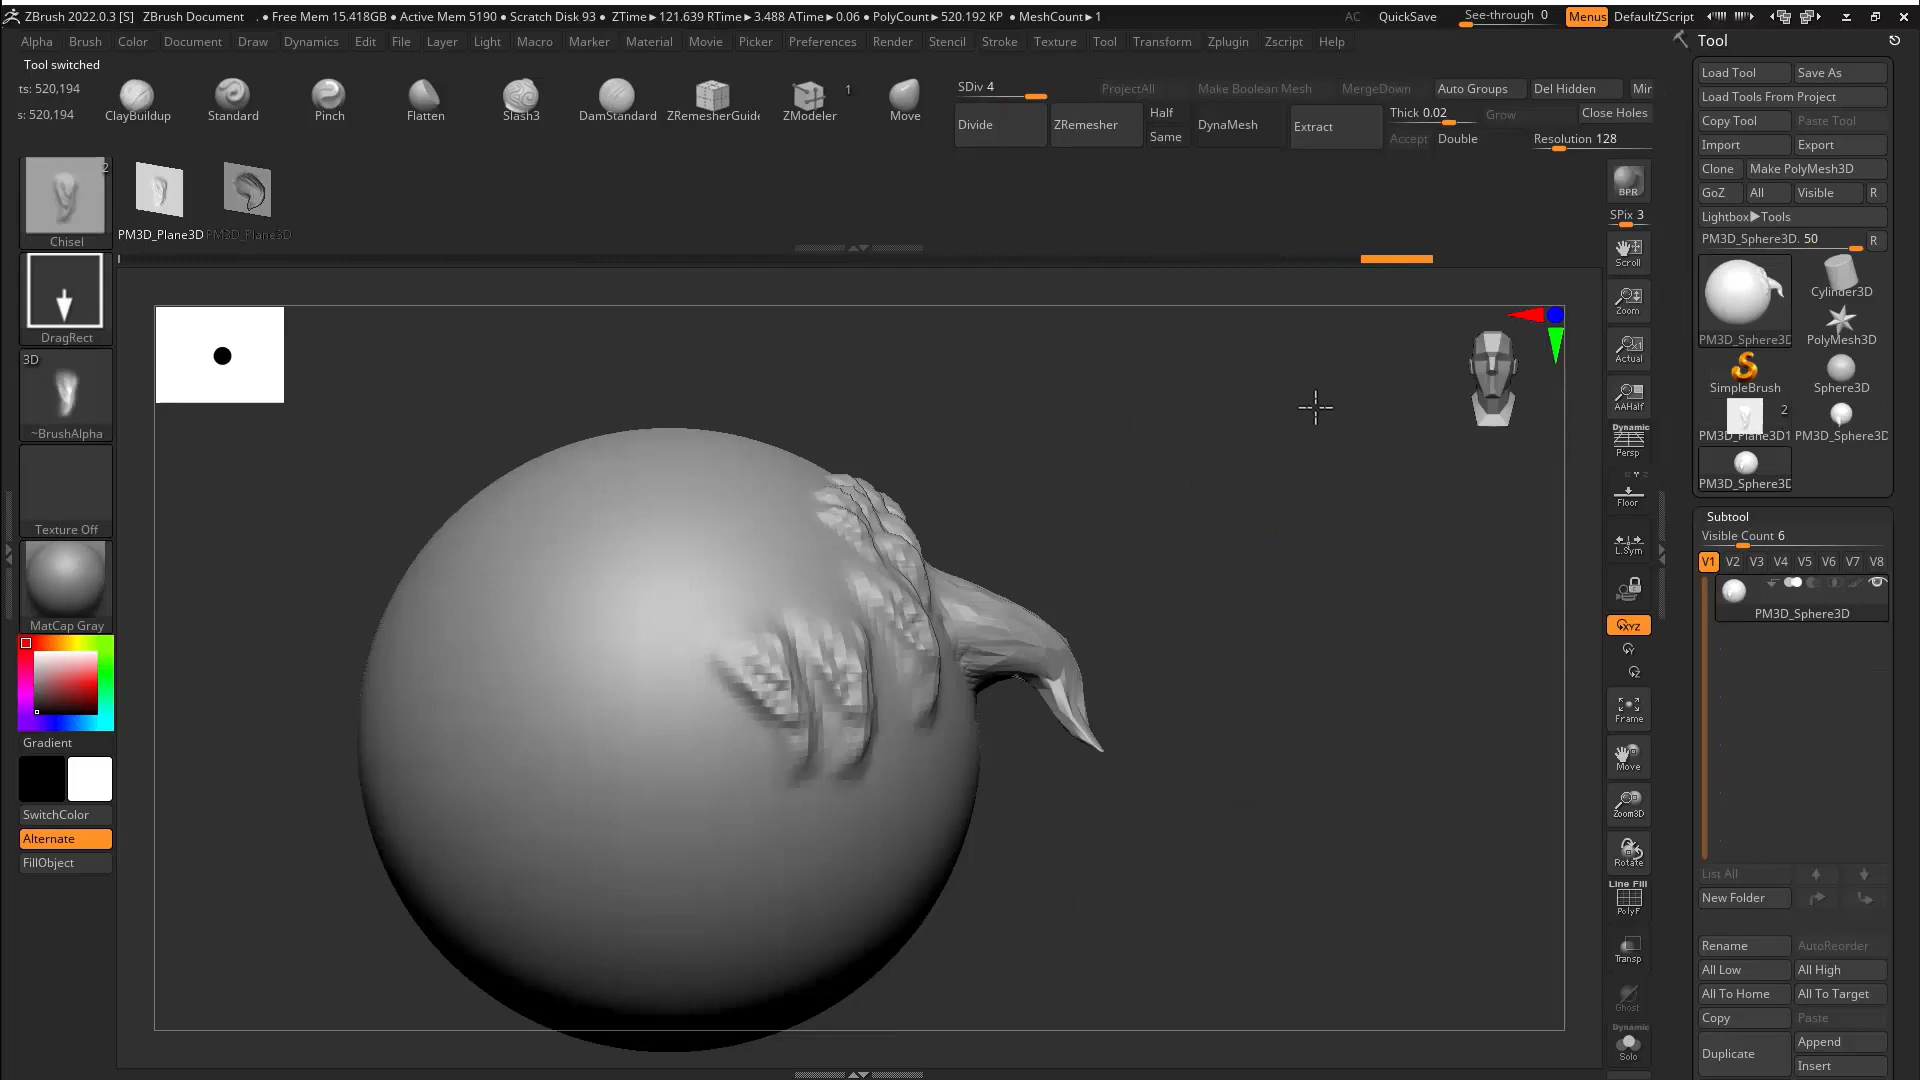 ZBrush 2022.0.3 [S] ZBrush Document . • Free Mem 15.418GB • Active Mem 5190 • Scratch Disk 93 • ZTime►121.639 RTime►3.488 ATime►0.06 • PolyCount►520.192 KP • MeshCount►1 AC QuickSave See-through 0 Menus DefaultZScript
Alpha Brush Color Document Draw Dynamics Edit File Layer Light Macro Marker Material Movie Picker Preferences Render Stencil Stroke Texture Tool Transform Zplugin Zscript Help
Tool switched
ts: 520,194
s: 520,194
ClayBuildup Standard Pinch Flatten Slash3 DamStandard ZRemesherGuide ZModeler 1 Move
SDiv 4 ProjectAll Make Boolean Mesh MergeDown Auto Groups Del Hidden Mir
Divide ZRemesher Half Same DynaMesh Extract Thick 0.02 Grow Close Holes
Accept Double Resolution 128
2
Chisel
PM3D_Plane3D PM3D_Plane3D
DragRect
3D
~BrushAlpha
Texture Off
MatCap Gray
Gradient
SwitchColor
Alternate
FillObject
BPR
SPix 3
Scroll
Zoom
Actual
AAHalf
Dynamic
Persp
Floor
L.Sym
XYZ
Frame
Move
Zoom3D
Rotate
Line Fill
PolyF
Transp
Ghost
Dynamic
Solo
Tool
Load Tool Save As
Load Tools From Project
Copy Tool Paste Tool
Import Export
Clone Make PolyMesh3D
GoZ All Visible R
Lightbox►Tools
PM3D_Sphere3D. 50 R
PM3D_Sphere3D Cylinder3D
PolyMesh3D
SimpleBrush Sphere3D
2
PM3D_Plane3D1 PM3D_Sphere3D
PM3D_Sphere3D
Subtool
Visible Count 6
V1 V2 V3 V4 V5 V6 V7 V8
PM3D_Sphere3D
List All
New Folder
Rename AutoReorder
All Low All High
All To Home All To Target
Copy Paste
Duplicate Append
Insert